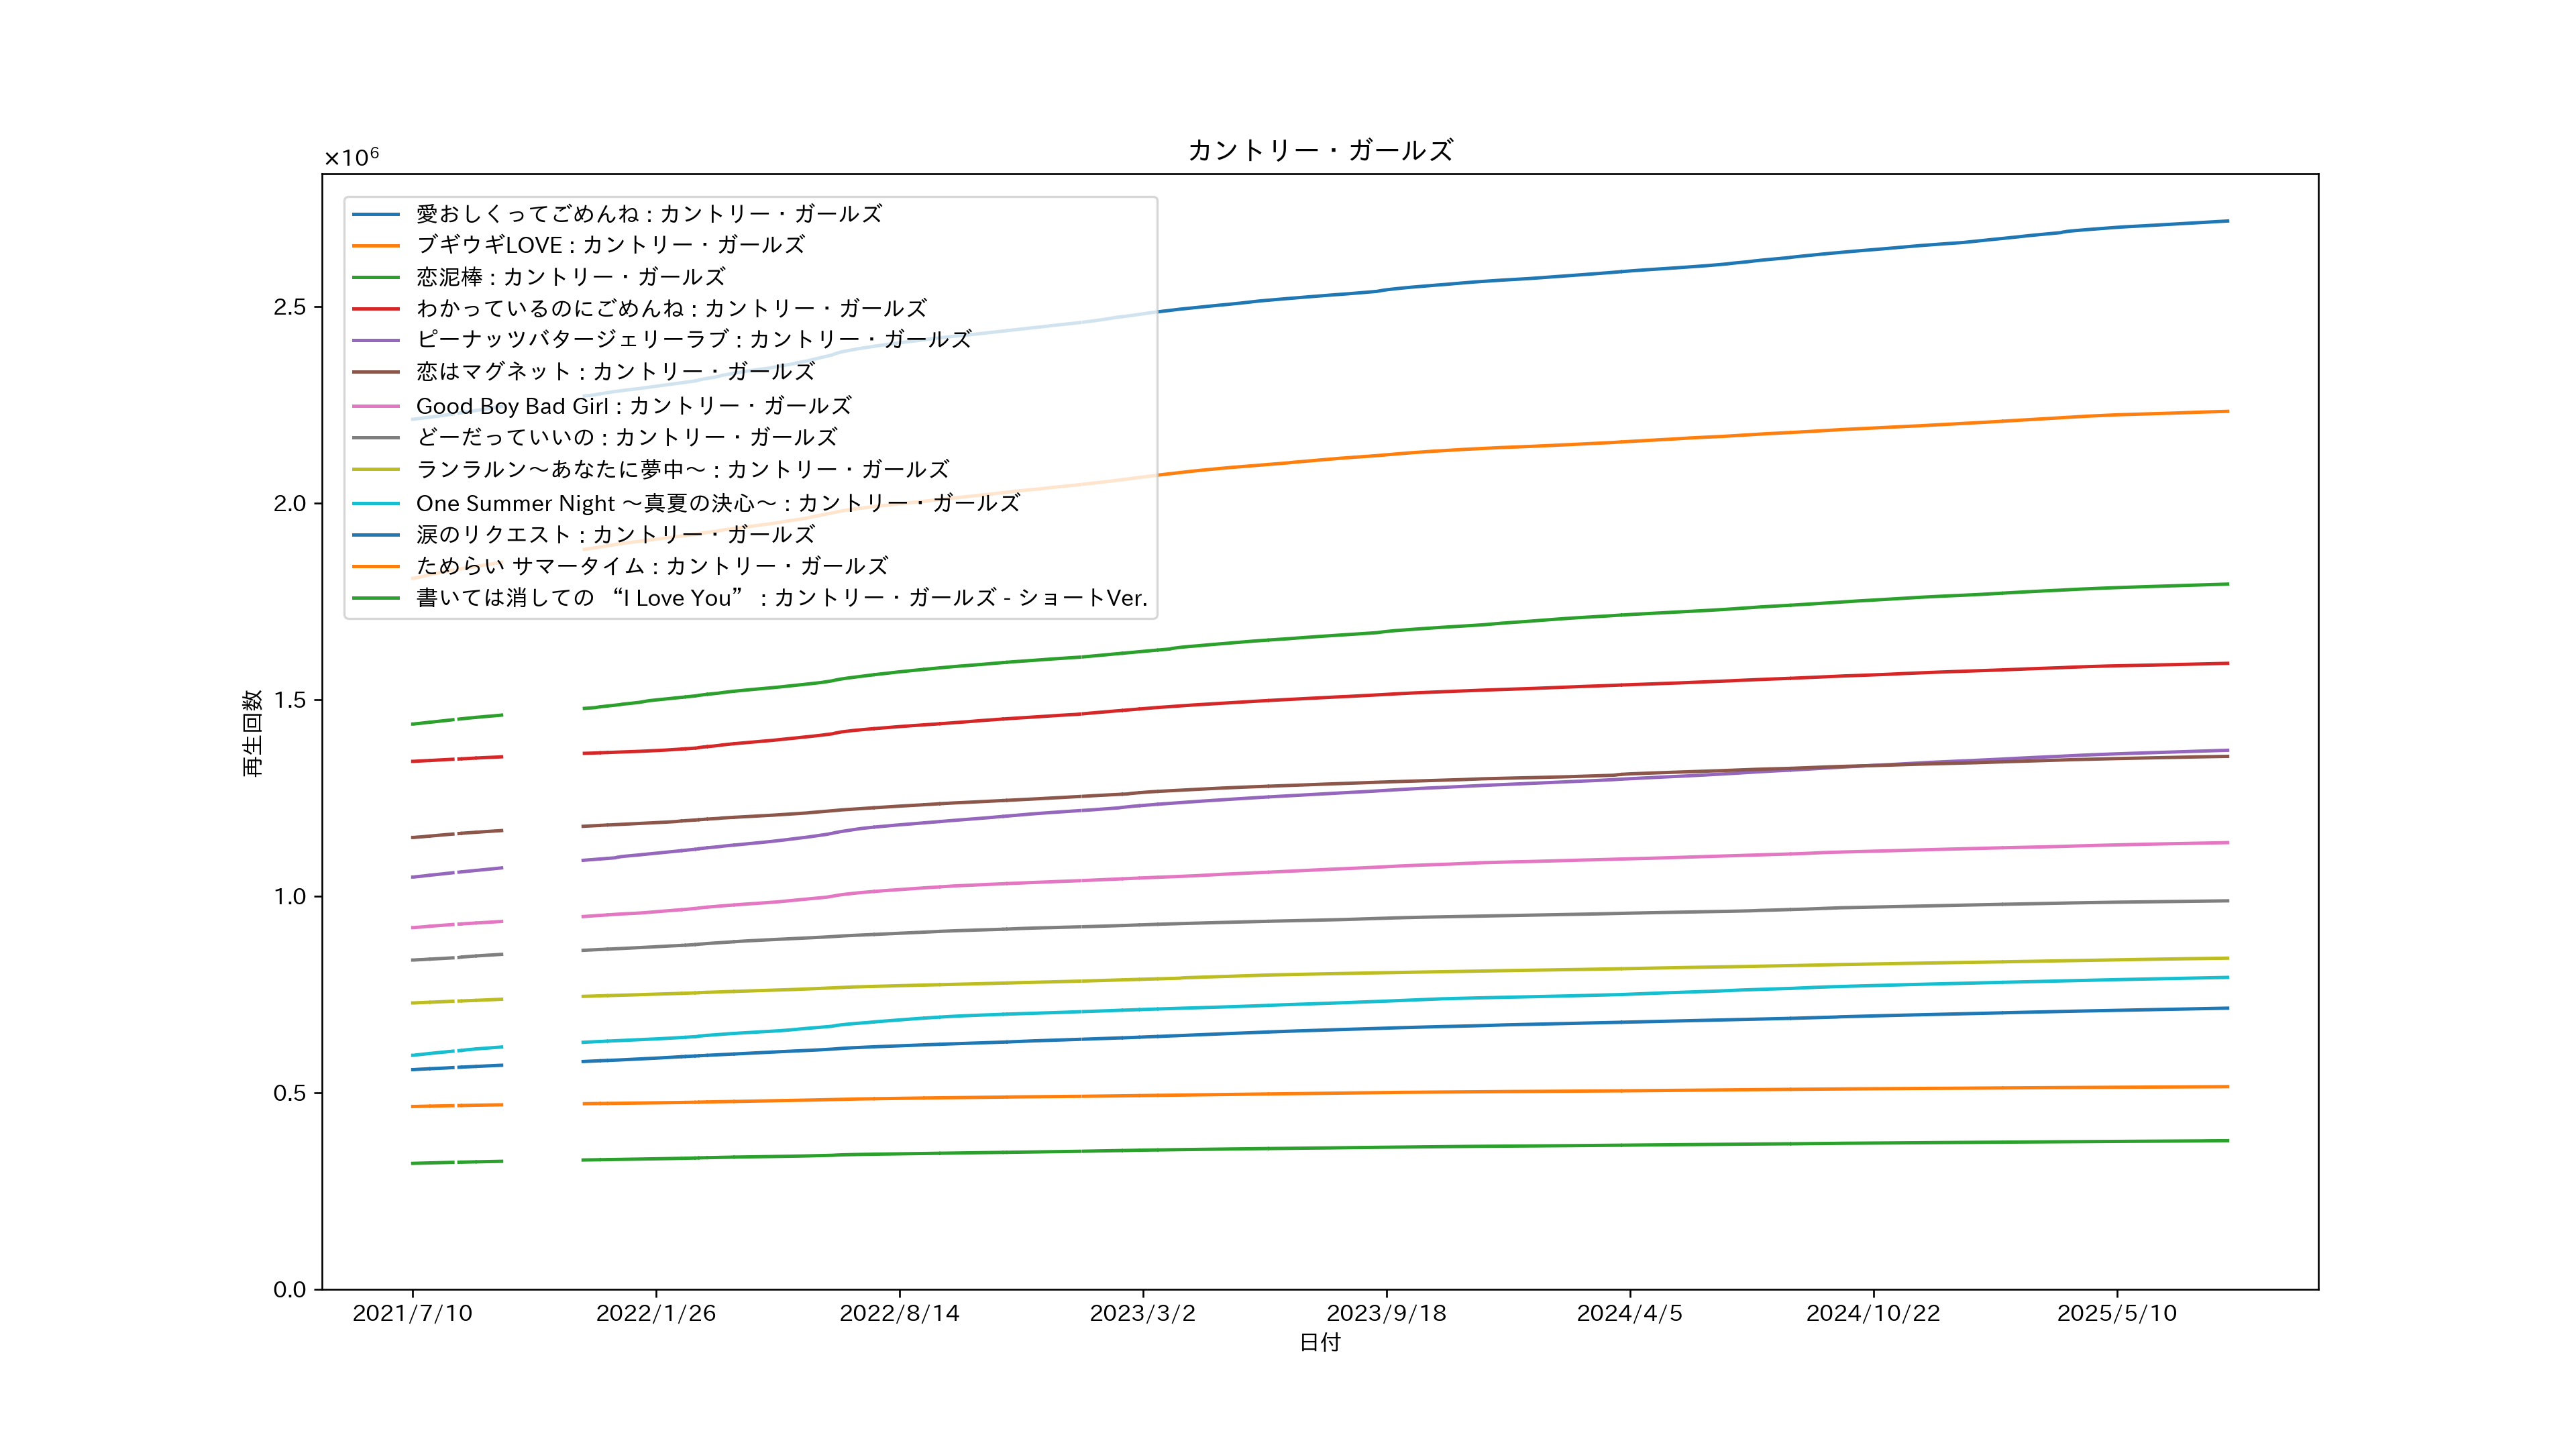 カントリー・ガールズ
×10⁶
愛おしくってごめんね : カントリー・ガールズ
ブギウギLOVE : カントリー・ガールズ
恋泥棒 : カントリー・ガールズ
わかっているのにごめんね : カントリー・ガールズ
ピーナッツバタージェリーラブ : カントリー・ガールズ
恋はマグネット : カントリー・ガールズ
Good Boy Bad Girl : カントリー・ガールズ
どーだっていいの : カントリー・ガールズ
ランラルン～あなたに夢中～ : カントリー・ガールズ
One Summer Night ～真夏の決心～ : カントリー・ガールズ
涙のリクエスト : カントリー・ガールズ
ためらい サマータイム : カントリー・ガールズ
書いては消しての “I Love You” : カントリー・ガールズ - ショートVer.
再生回数
2.5
2.0
1.5
1.0
0.5
0.0
2021/7/10 2022/1/26 2022/8/14 2023/3/2 2023/9/18 2024/4/5 2024/10/22 2025/5/10
日付